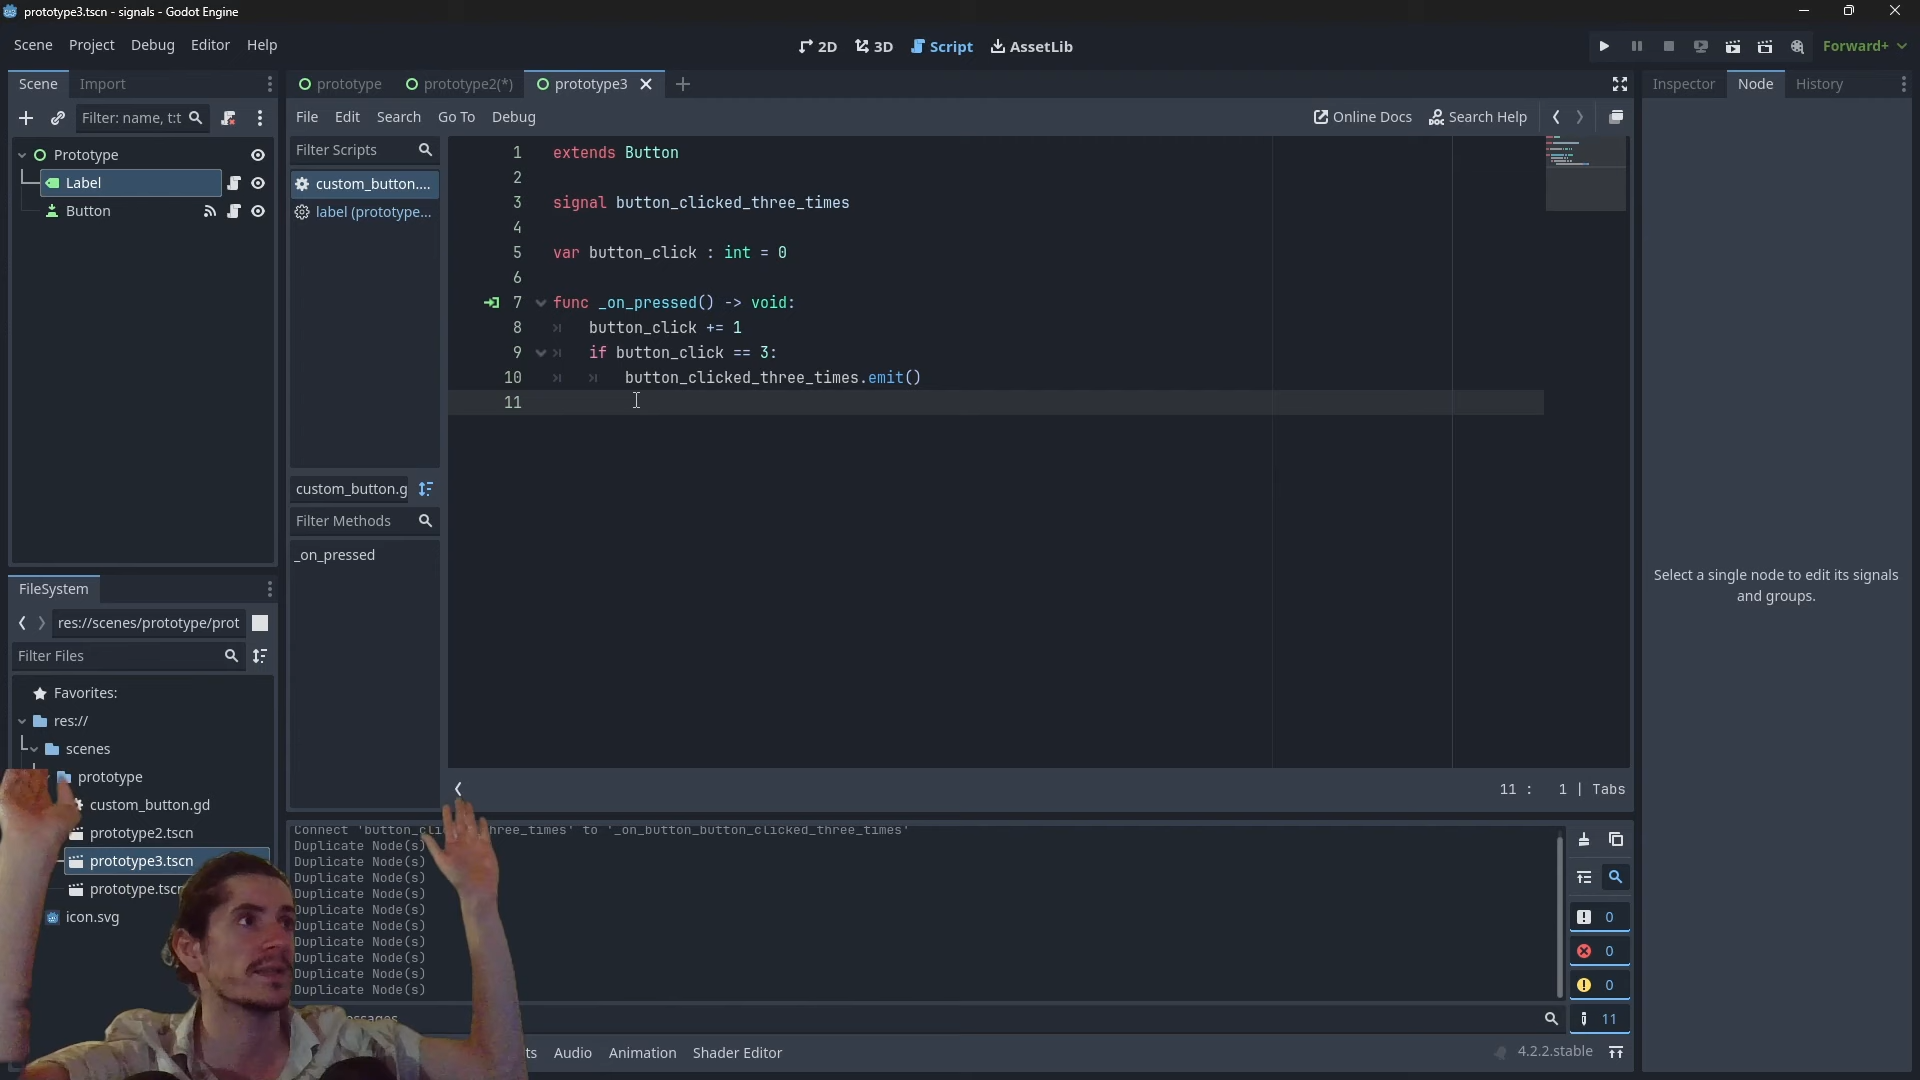 prototype3.tscn - signals - Godot Engine
Scene Project Debug Editor Help
2D 3D Script AssetLib
Forward+
Scene Import
prototype prototype2(*) prototype3
Inspector Node History
Filter: name, t:t
File Edit Search Go To Debug
Online Docs Search Help
Prototype
Label
Button
Filter Scripts
custom_button....
label (prototype...
1 extends Button
2
3 signal button_clicked_three_times
4
5 var button_click : int = 0
6
7 func _on_pressed() -> void:
8 button_click += 1
9 if button_click == 3:
10 button_clicked_three_times.emit()
11
custom_button.g
Filter Methods
_on_pressed
Select a single node to edit its signals
and groups.
FileSystem
res://scenes/prototype/prot
Filter Files
Favorites:
res://
scenes
prototype
custom_button.gd
prototype2.tscn
prototype3.tscn
icon.svg
11 : 1 | Tabs
Duplicate Node(s)
Duplicate Node(s)
Duplicate Node(s)
Duplicate Node(s)
Duplicate Node(s)
Duplicate Node(s)
Duplicate Node(s)
Duplicate Node(s)
Duplicate Node(s)
Duplicate Node(s)
0
0
0
11
Audio Animation Shader Editor
4.2.2.stable